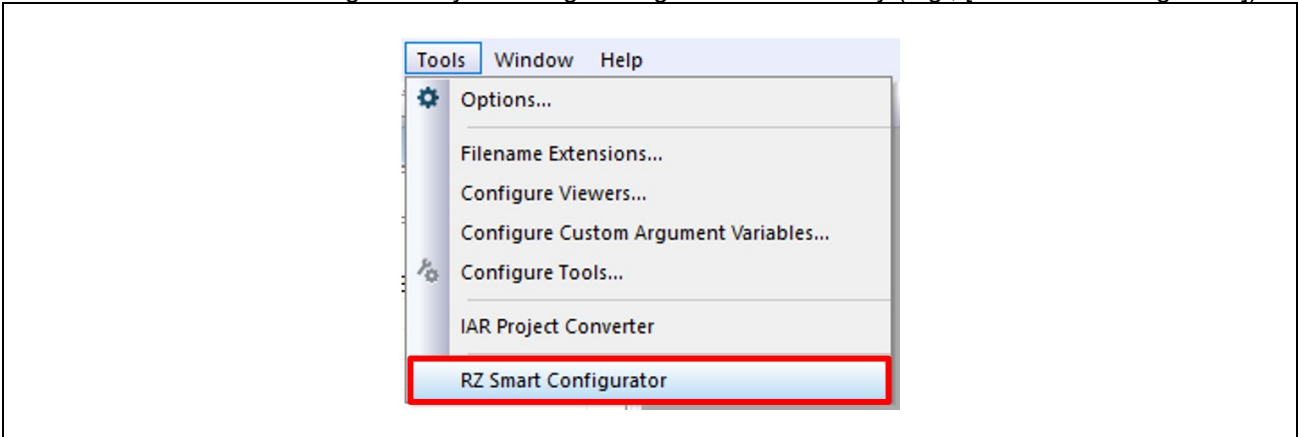 Tools Window Help
Options...
Filename Extensions...
Configure Viewers...
Configure Custom Argument Variables...
Configure Tools...
IAR Project Converter
RZ Smart Configurator